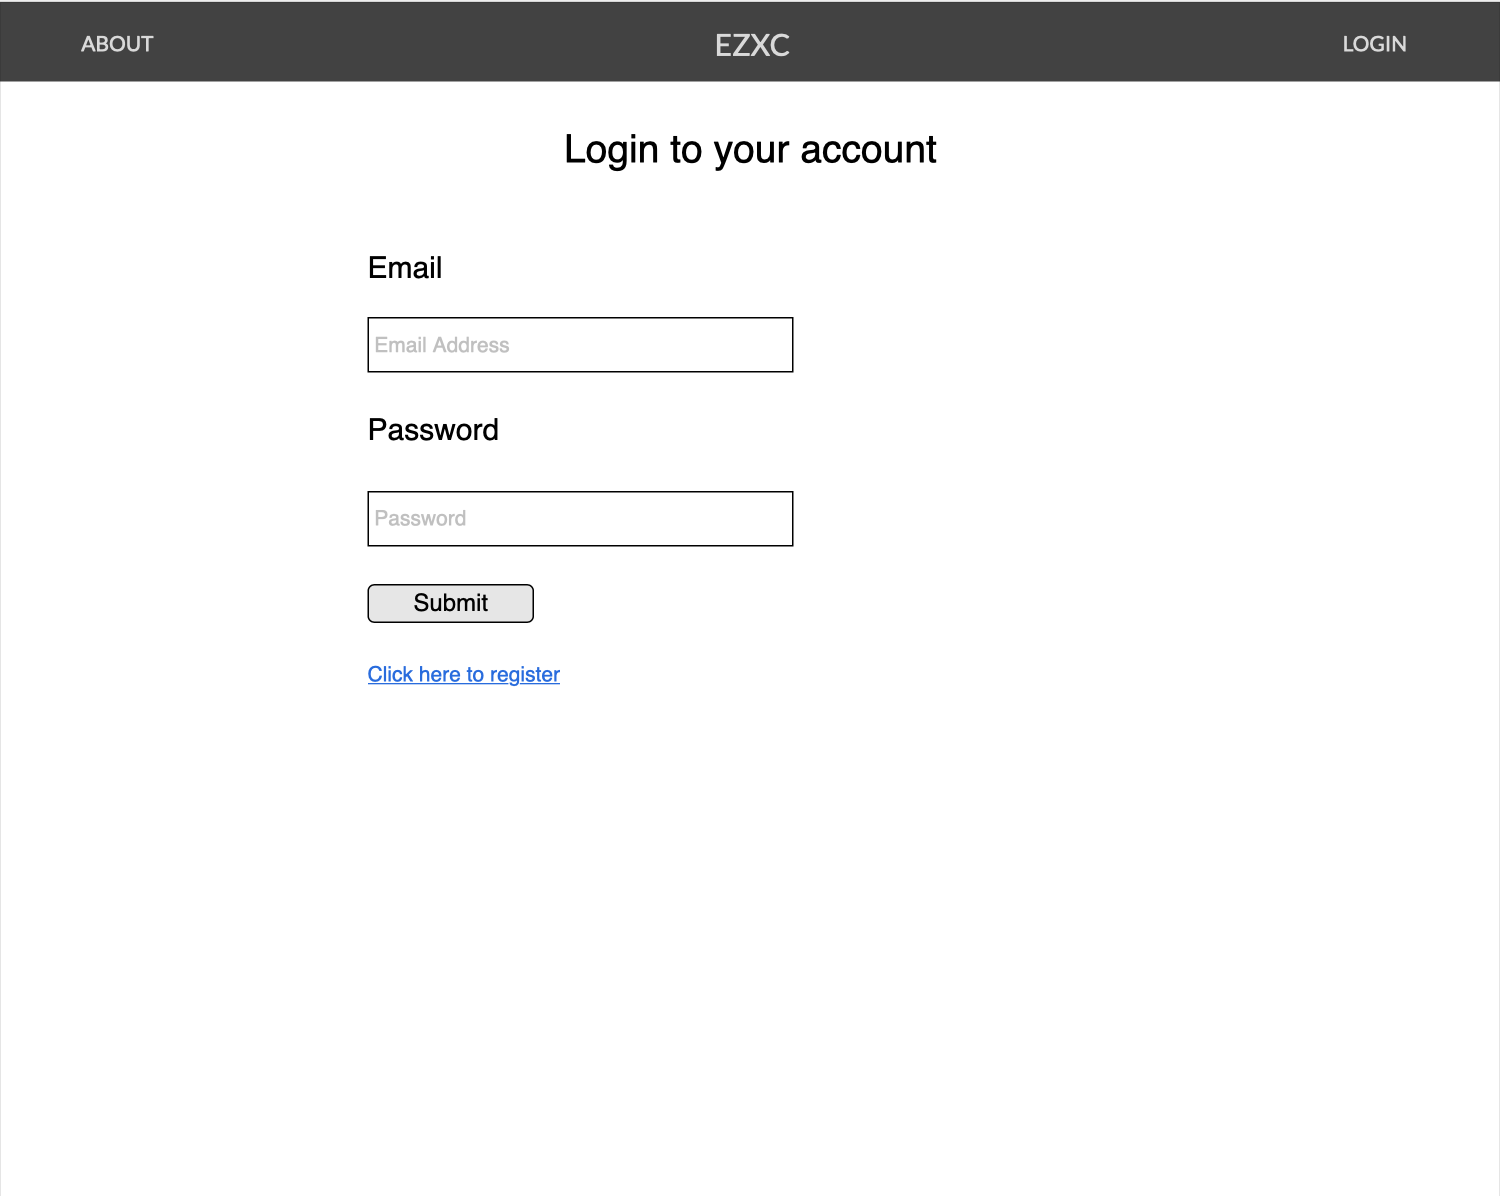 ABOUT EZXC LOGIN
Login to your account
Email
Email Address
Password
Password
Submit
Click here to register